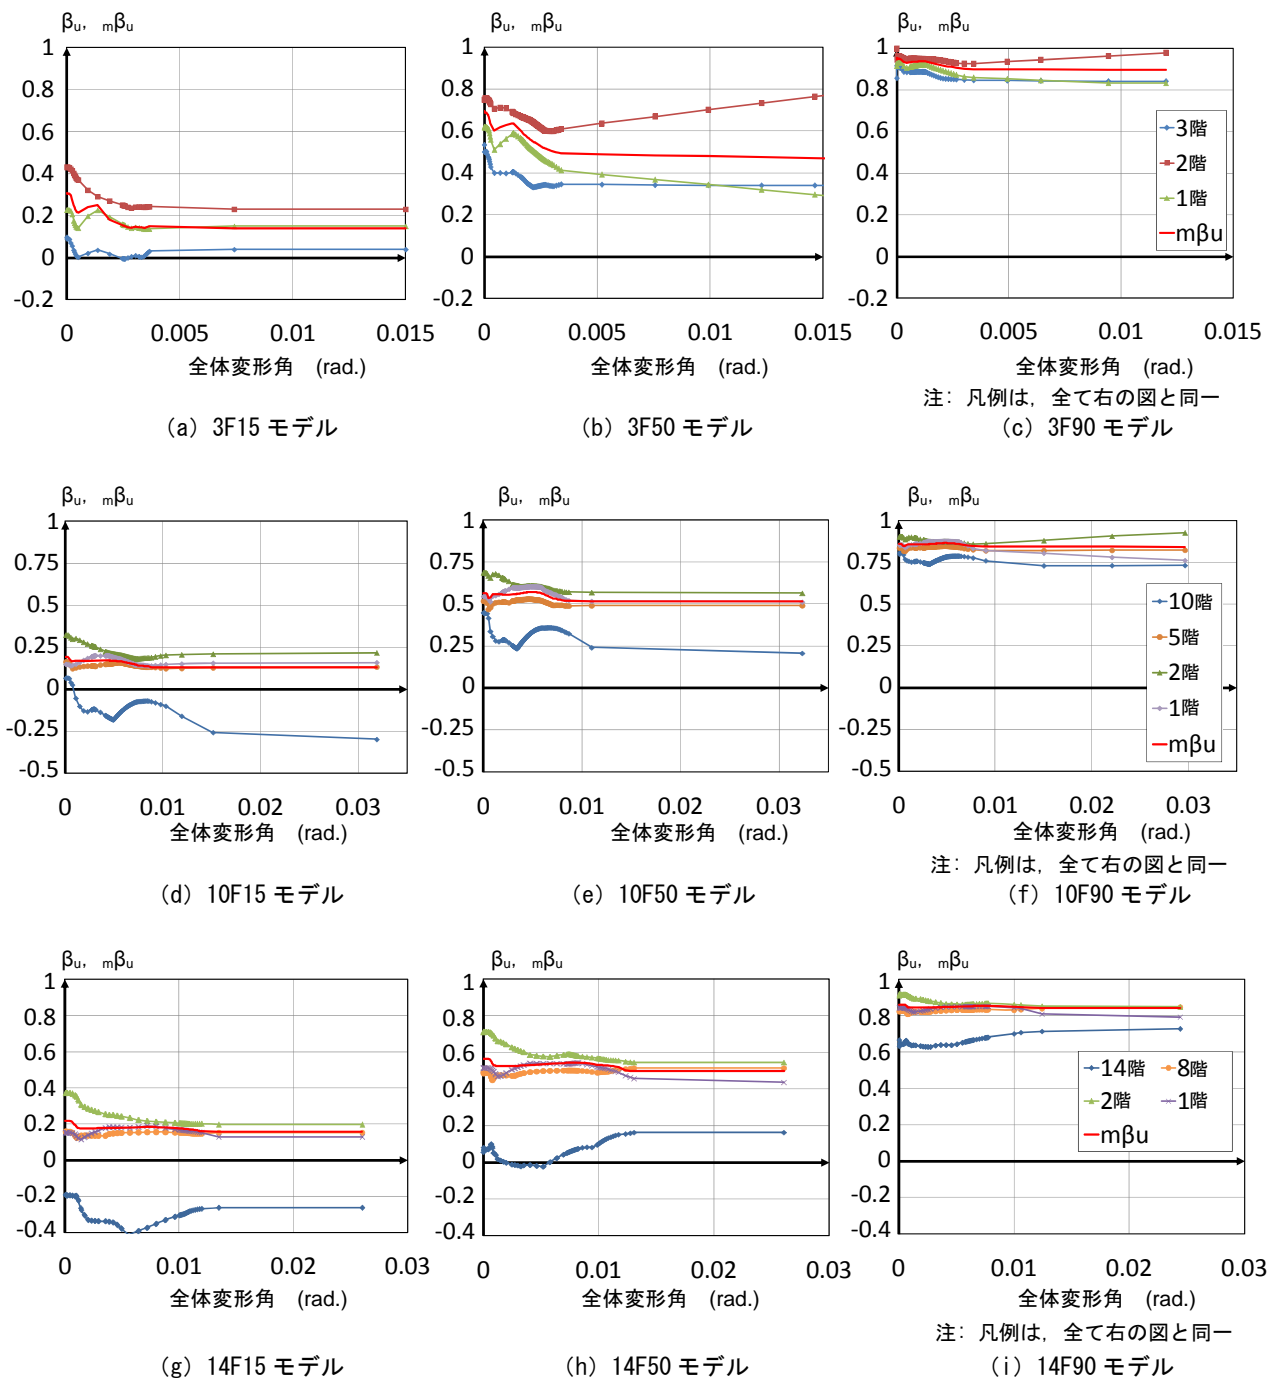 βu, mβu
1
0.8
0.6
0.4
0.2
0
-0.2
0 0.005 0.01 0.015
全体変形角 (rad.)
(a) 3F15 モデル
βu, mβu
1
0.8
0.6
0.4
0.2
0
-0.2
0 0.005 0.01 0.015
全体変形角 (rad.)
(b) 3F50 モデル
βu, mβu
1
0.8
0.6
0.4
0.2
0
-0.2
3階
2階
1階
mβu
0 0.005 0.01 0.015
全体変形角 (rad.)
注: 凡例は, 全て右の図と同一
(c) 3F90 モデル
βu, mβu
1
0.75
0.5
0.25
0
-0.25
-0.5
0 0.01 0.02 0.03
全体変形角 (rad.)
(d) 10F15 モデル
βu, mβu
1
0.75
0.5
0.25
0
-0.25
-0.5
0 0.01 0.02 0.03
全体変形角 (rad.)
(e) 10F50 モデル
βu, mβu
1
0.75
0.5
0.25
0
-0.25
-0.5
10階
5階
2階
1階
mβu
0 0.01 0.02 0.03
全体変形角 (rad.)
注: 凡例は, 全て右の図と同一
(f) 10F90 モデル
βu, mβu
1
0.8
0.6
0.4
0.2
0
-0.2
-0.4
0 0.01 0.02 0.03
全体変形角 (rad.)
(g) 14F15 モデル
βu, mβu
1
0.8
0.6
0.4
0.2
0
-0.2
-0.4
0 0.01 0.02 0.03
全体変形角 (rad.)
(h) 14F50 モデル
βu, mβu
1
0.8
0.6
0.4
0.2
0
-0.2
-0.4
14階 8階
2階 1階
mβu
0 0.01 0.02 0.03
全体変形角 (rad.)
注: 凡例は, 全て右の図と同一
(i) 14F90 モデル